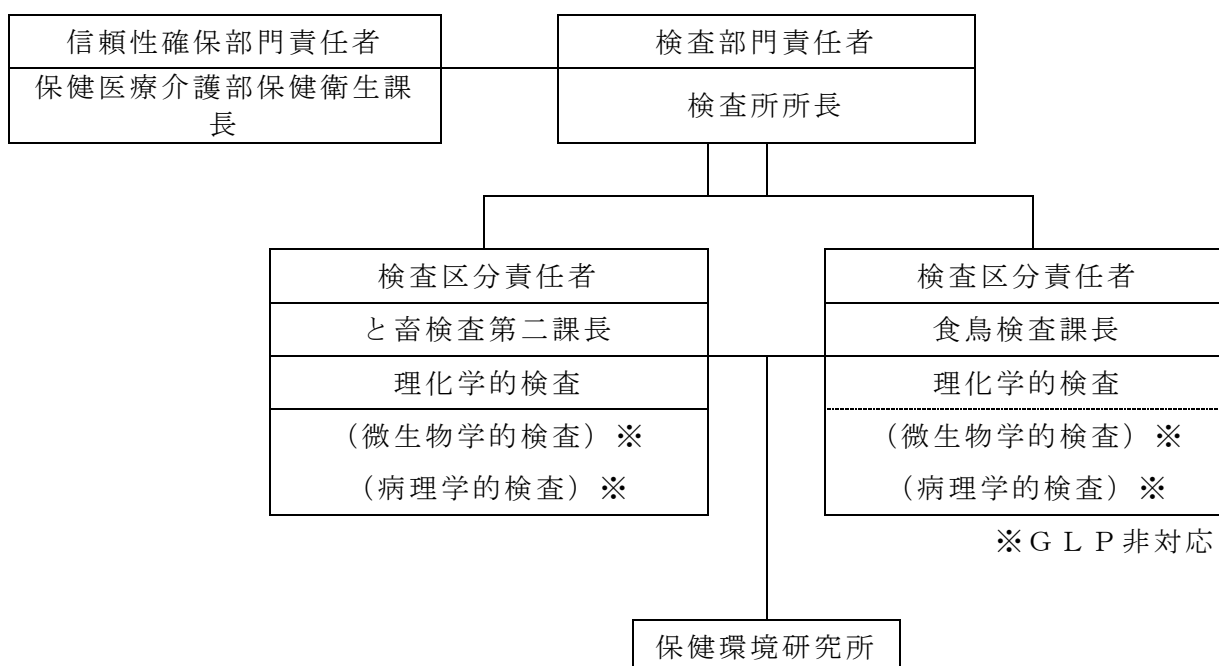 信頼性確保部門責任者
保健医療介護部保健衛生課
長
検査部門責任者
検査所所長
検査区分責任者
と畜検査第二課長
理化学的検査
（微生物学的検査）※
（病理学的検査）※
検査区分責任者
食鳥検査課長
理化学的検査
（微生物学的検査）※
（病理学的検査）※
※ＧＬＰ非対応
保健環境研究所